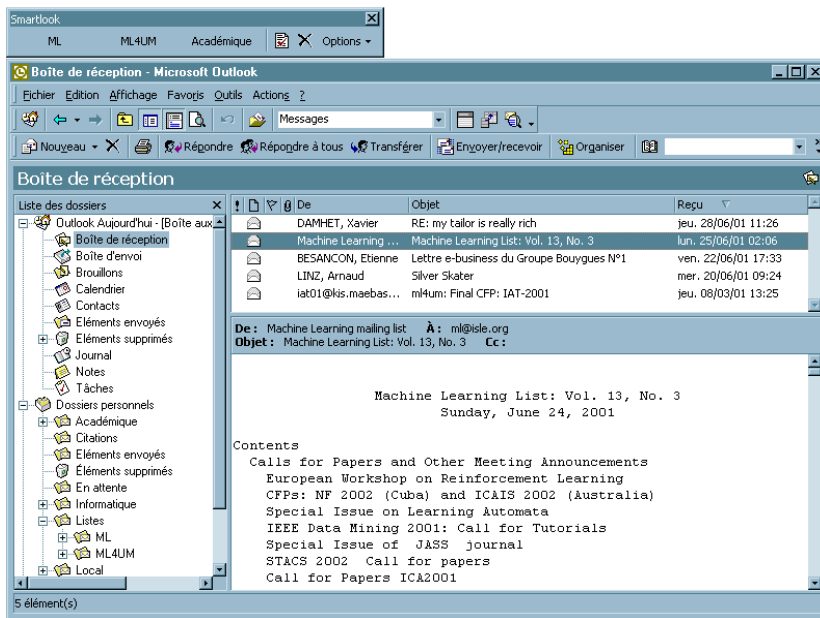 Smartlook
ML ML4UM Académique Options
Boîte de réception - Microsoft Outlook
Fichier Edition Affichage Favoris Outils Actions ?
Messages
Nouveau Répondre Répondre à tous Transférer Envoyer/recevoir Organiser
Boîte de réception
Liste des dossiers
Outlook Aujourd'hui - [Boîte aux
Boîte de réception
Boîte d'envoi
Brouillons
Calendrier
Contacts
Eléments envoyés
Eléments supprimés
Journal
Notes
Tâches
Dossiers personnels
Académique
Citations
Eléments envoyés
Éléments supprimés
En attente
Informatique
Listes
ML
ML4UM
Local
De Objet Reçu
DAMHET, Xavier RE: my tailor is really rich jeu. 28/06/01 11:26
Machine Learning ... Machine Learning List: Vol. 13, No. 3 lun. 25/06/01 02:06
BESANCON, Etienne Lettre e-business du Groupe Bouygues N°1 ven. 22/06/01 17:33
LINZ, Arnaud Silver Skater mer. 20/06/01 09:24
iat01@kis.maebas... ml4um: Final CFP: IAT-2001 jeu. 08/03/01 13:25
De : Machine Learning mailing list À : ml@isle.org
Objet : Machine Learning List: Vol. 13, No. 3 Cc :
Machine Learning List: Vol. 13, No. 3
Sunday, June 24, 2001
Contents
Calls for Papers and Other Meeting Announcements
European Workshop on Reinforcement Learning
CFPs: NF 2002 (Cuba) and ICAIS 2002 (Australia)
Special Issue on Learning Automata
IEEE Data Mining 2001: Call for Tutorials
Special Issue of JASS journal
STACS 2002 Call for papers
Call for Papers ICA2001
5 élément(s)